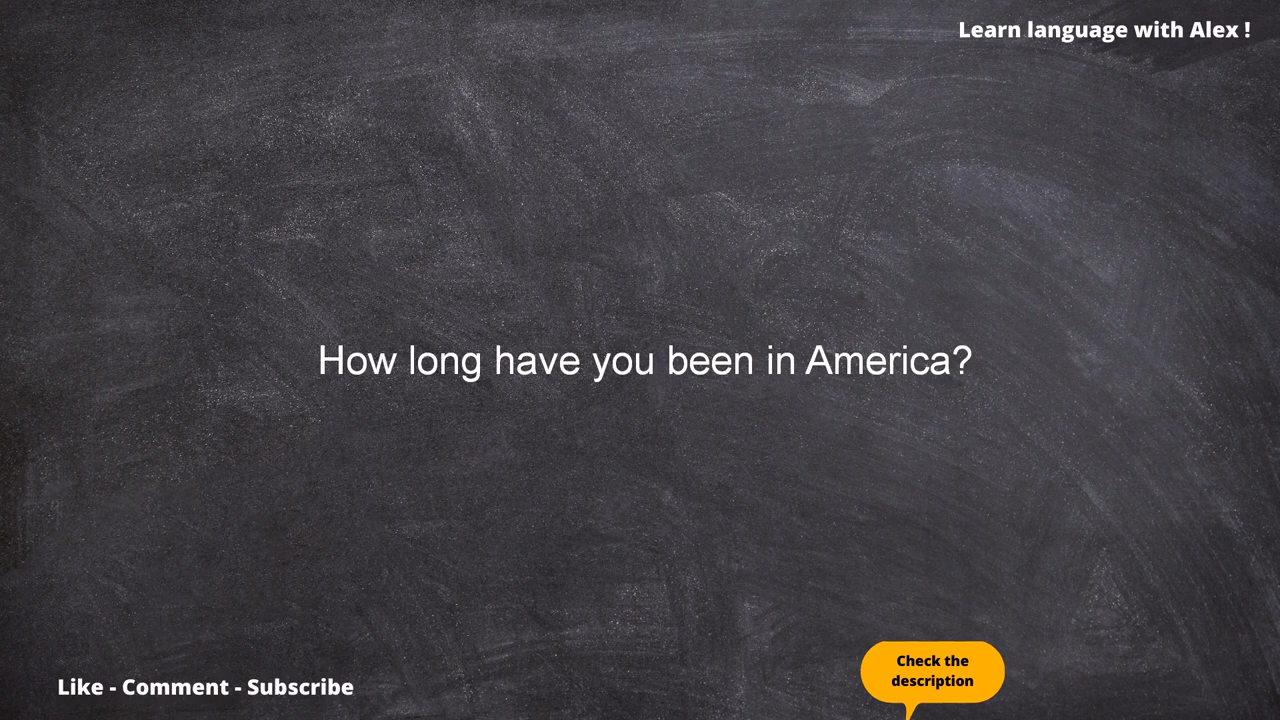 Learn language with Alex !
How long have you been in America?
Check the
description
Like - Comment - Subscribe